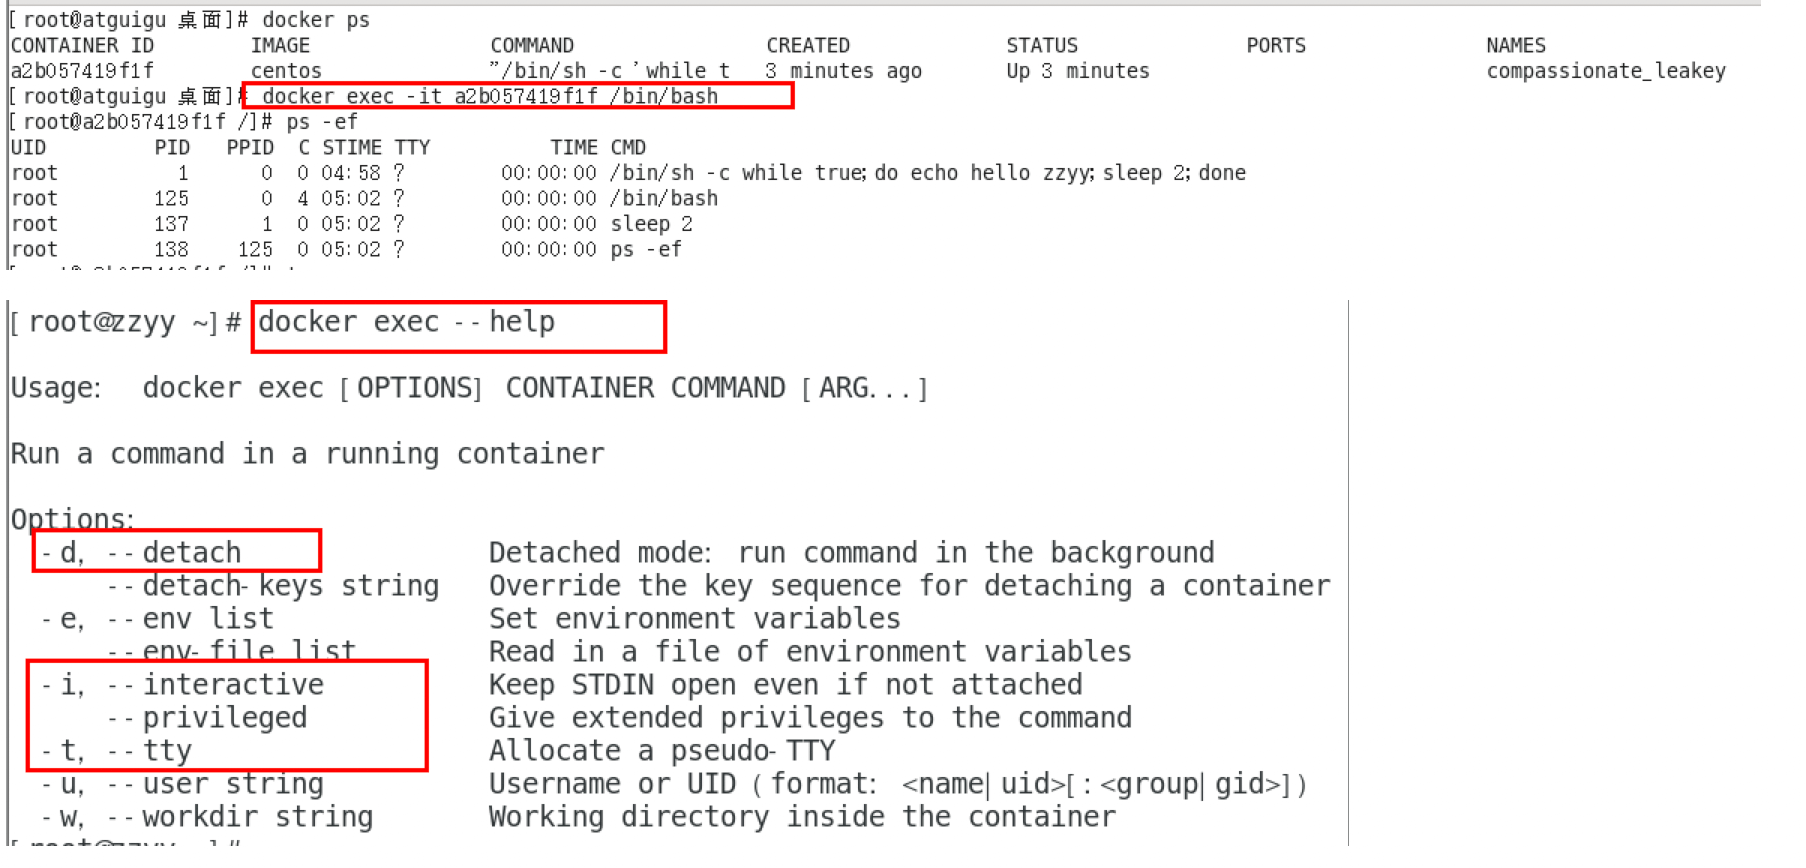 [root@atguigu 桌面]# docker ps
CONTAINER ID        IMAGE               COMMAND                CREATED             STATUS              PORTS               NAMES
a2b057419f1f        centos              "/bin/sh -c 'while t   3 minutes ago       Up 3 minutes                            compassionate_leakey
[root@atguigu 桌面]# docker exec -it a2b057419f1f /bin/bash
[root@a2b057419f1f /]# ps -ef
UID         PID   PPID  C STIME TTY          TIME CMD
root          1      0  0 04:58 ?        00:00:00 /bin/sh -c while true;do echo hello zzyy;sleep 2;done
root        125      0  4 05:02 ?        00:00:00 /bin/bash
root        137      1  0 05:02 ?        00:00:00 sleep 2
root        138    125  0 05:02 ?        00:00:00 ps -ef
[root@zzyy ~]# docker exec --help
Usage:  docker exec [OPTIONS] CONTAINER COMMAND [ARG...]
Run a command in a running container
Options:
  -d, --detach               Detached mode: run command in the background
      --detach-keys string   Override the key sequence for detaching a container
  -e, --env list             Set environment variables
      --env-file list        Read in a file of environment variables
  -i, --interactive          Keep STDIN open even if not attached
      --privileged           Give extended privileges to the command
  -t, --tty                  Allocate a pseudo-TTY
  -u, --user string          Username or UID (format: <name|uid>[:<group|gid>])
  -w, --workdir string       Working directory inside the container
[root@zzyy ~]#